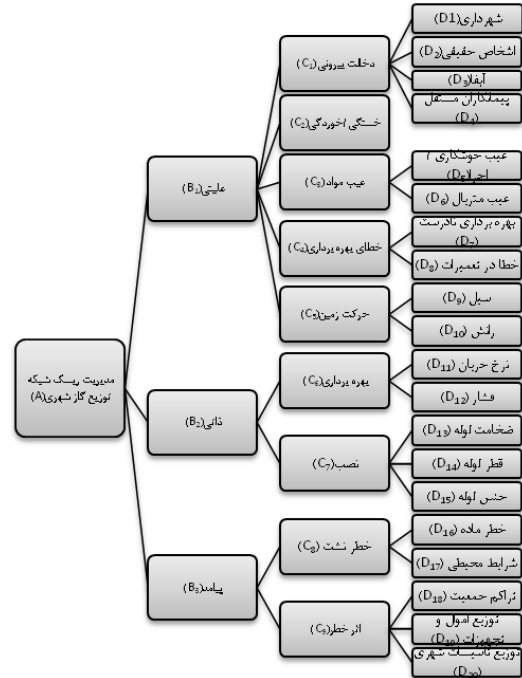 مدیریت ریسک شبکه
توزیع گاز شهری(A)
علیتی(B₁)
ذاتی(B₂)
پیامد(B₃)
دخالت بیرونی(C₁)
خستگی /خوردگی(C₂)
عیب مواد(C₃)
خطای بهره برداری(C₄)
حرکت زمین(C₅)
بهره برداری(C₆)
نصب(C₇)
خطر نشت (C₈)
اثر خطر(C₉)
شهرداری(D1)
اشخاص حقیقی(D₂)
آبفا(D₃)
پیمانکاران مستقل
(D₄)
عیب جوشکاری /
اجرا(D₅)
عیب متریال (D₆)
بهره برداری نادرست
(D₇)
خطا در تعمیرات (D₈)
سیل (D₉)
رانش (D₁₀)
نرخ جریان (D₁₁)
فشار (D₁₂)
ضخامت لوله (D₁₃)
قطر لوله (D₁₄)
جنس لوله (D₁₅)
خطر ماده (D₁₆)
شرایط محیطی (D₁₇)
تراکم جمعیت (D₁₈)
توزیع اموال و
تجهیزات (D₁₉)
توزیع تاسیسات شهری
(D₂₀)